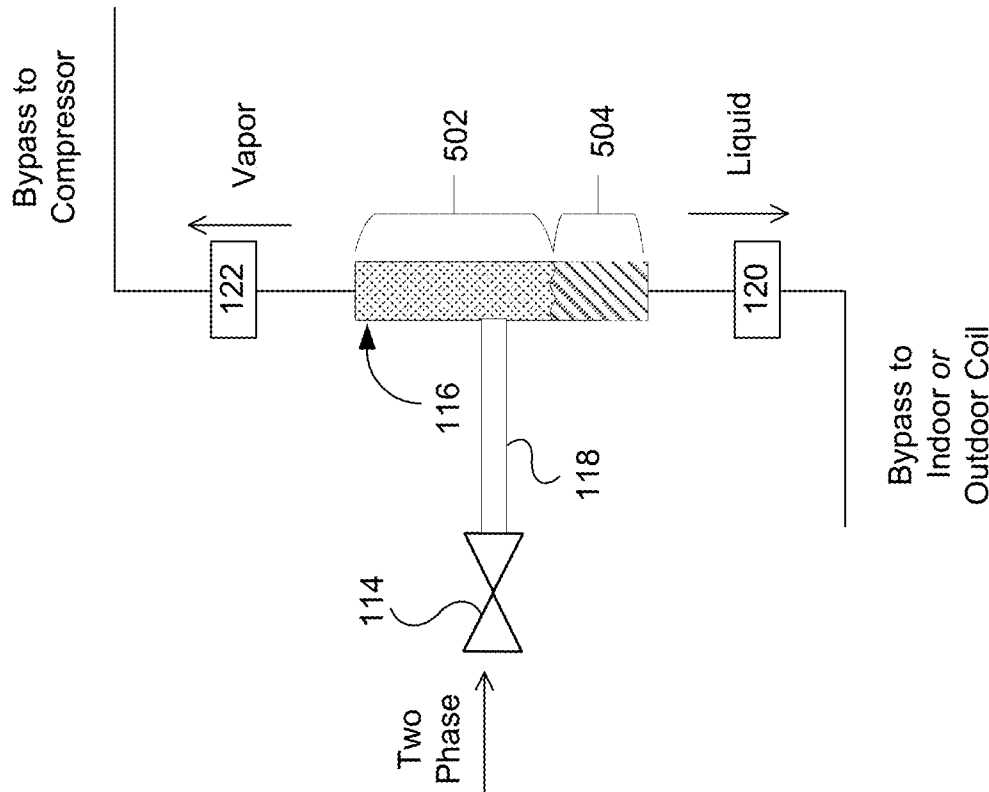 Bypass to
Compressor
Vapor
122
502
116
504
Liquid
118
114
120
Two
Phase
Bypass to
Indoor or
Outdoor Coil